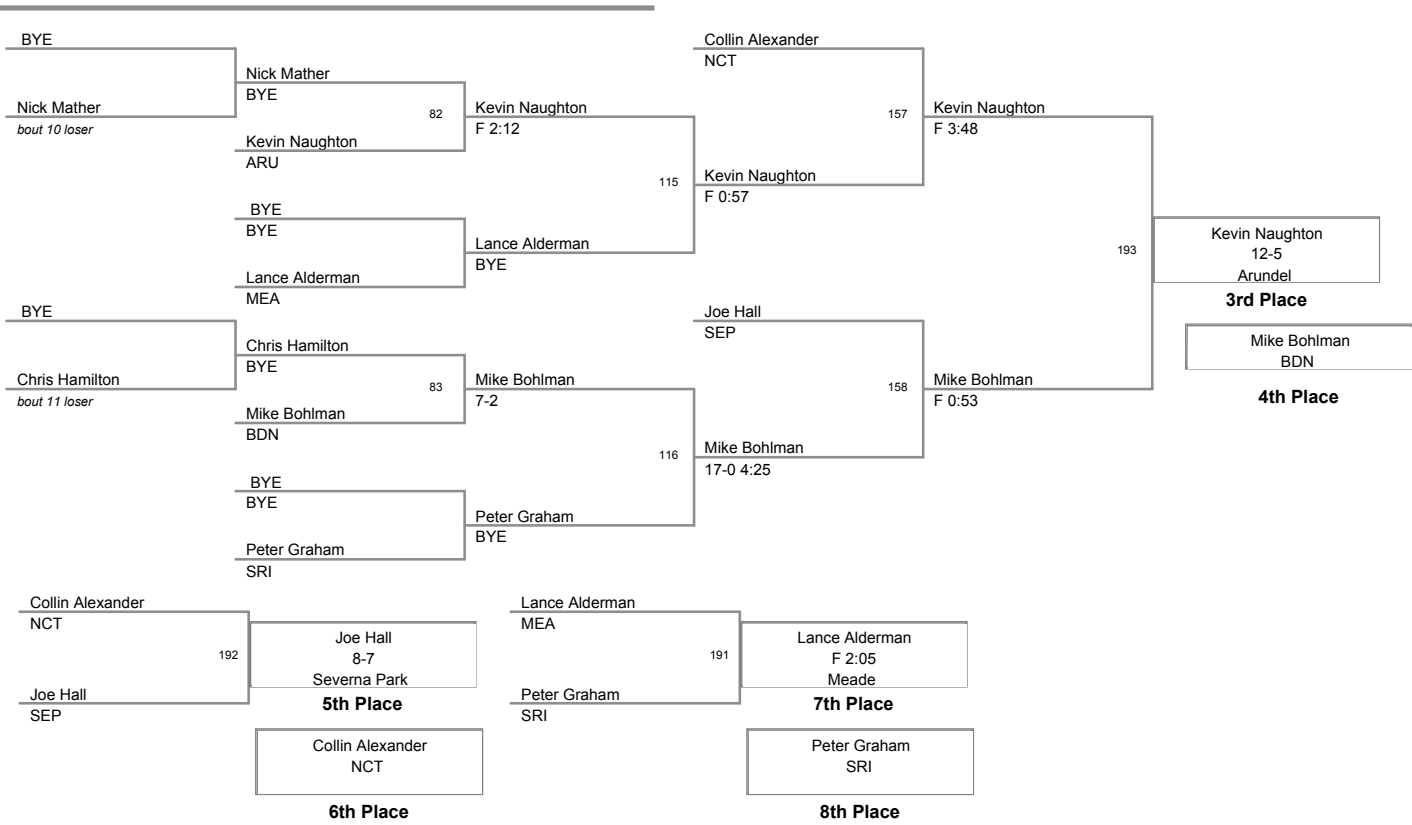 BYE
Nick Mather
bout 10 loser
Nick Mather
BYE
82
Kevin Naughton
ARU
Kevin Naughton
F 2:12
BYE
BYE
Lance Alderman
MEA
Lance Alderman
BYE
115
Kevin Naughton
F 0:57
Collin Alexander
NCT
157
Kevin Naughton
F 3:48
BYE
Chris Hamilton
bout 11 loser
Chris Hamilton
BYE
83
Mike Bohlman
BDN
Mike Bohlman
7-2
BYE
BYE
Peter Graham
SRI
Peter Graham
BYE
116
Mike Bohlman
17-0 4:25
Joe Hall
SEP
158
Mike Bohlman
F 0:53
193
Kevin Naughton
12-5
Arundel
3rd Place
Mike Bohlman
BDN
4th Place
Collin Alexander
NCT
192
Joe Hall
SEP
Joe Hall
8-7
Severna Park
5th Place
Collin Alexander
NCT
6th Place
Lance Alderman
MEA
191
Peter Graham
SRI
Lance Alderman
F 2:05
Meade
7th Place
Peter Graham
SRI
8th Place